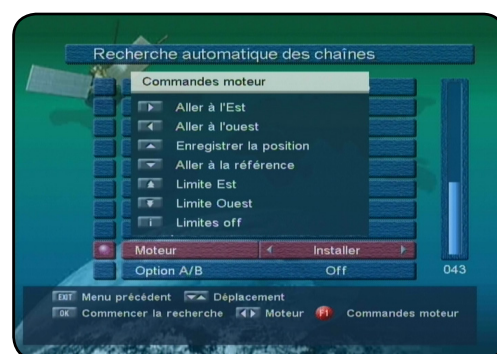 Recherche automatique des chaînes
Commandes moteur
Aller à l'Est
Aller à l'ouest
Enregistrer la position
Aller à la référence
Limite Est
Limite Ouest
i Limites off
Moteur Installer
Option A/B Off
043
EXIT Menu précédent Déplacement
OK Commencer la recherche Moteur F1 Commandes moteur